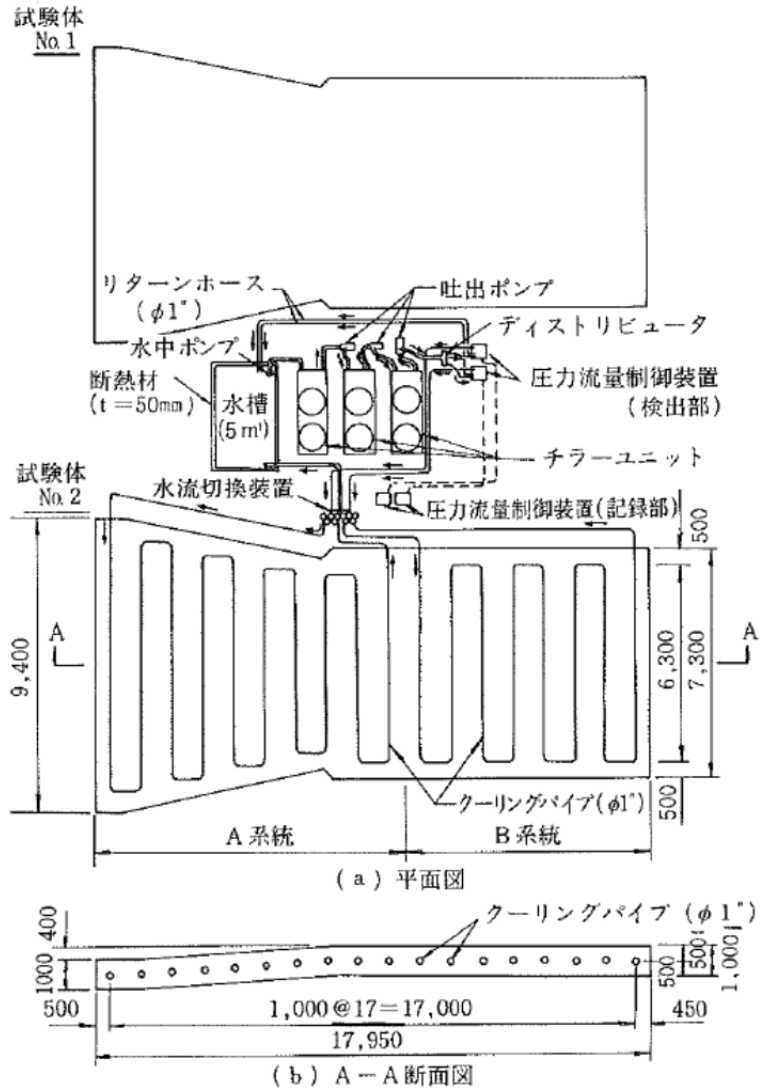 試験体
No.1
リターンホース
(φ1")
吐出ポンプ
ディストリビュータ
水中ポンプ
圧力流量制御装置
(検出部)
断熱材
(t=50mm)
水槽
(5㎥)
チラーユニット
試験体
No.2
水流切換装置
圧力流量制御装置(記録部)
500
A
A
9,400
6,300
7,300
クーリングパイプ(φ1")
500
A系統
B系統
(a) 平面図
クーリングパイプ (φ1")
400
1000
500
500
1,000
500
1,000@17=17,000
450
17,950
(b) A-A断面図